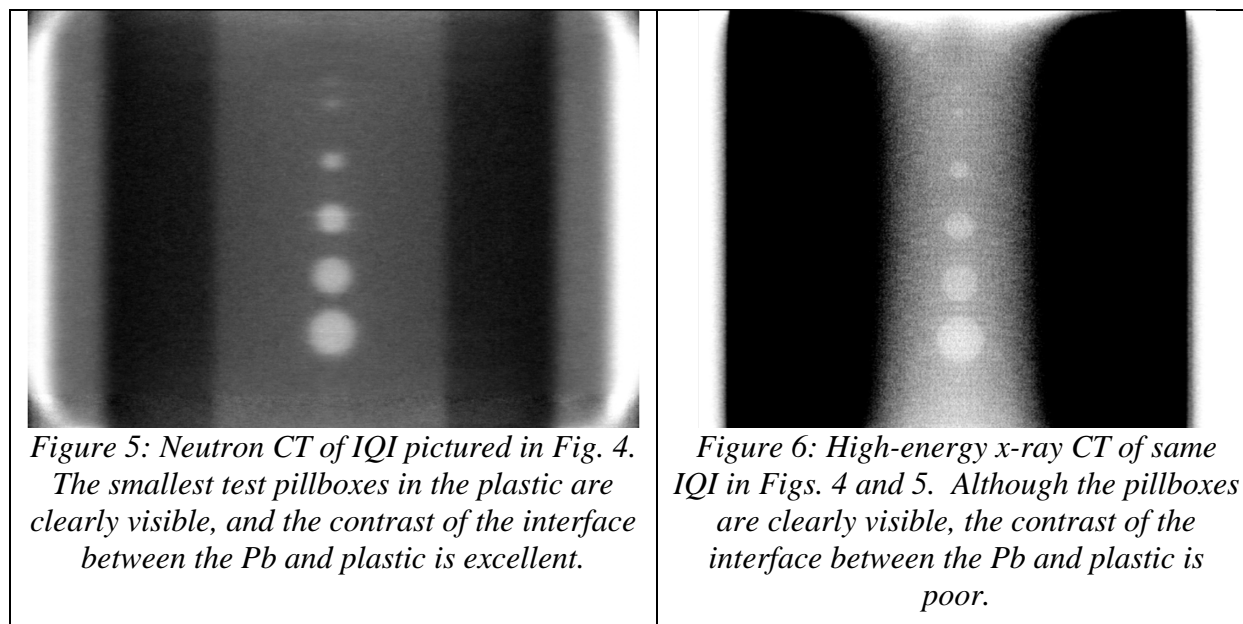 Figure 5: Neutron CT of IQI pictured in Fig. 4.
The smallest test pillboxes in the plastic are
clearly visible, and the contrast of the interface
between the Pb and plastic is excellent.
Figure 6: High-energy x-ray CT of same
IQI in Figs. 4 and 5.  Although the pillboxes
are clearly visible, the contrast of the
interface between the Pb and plastic is
poor.